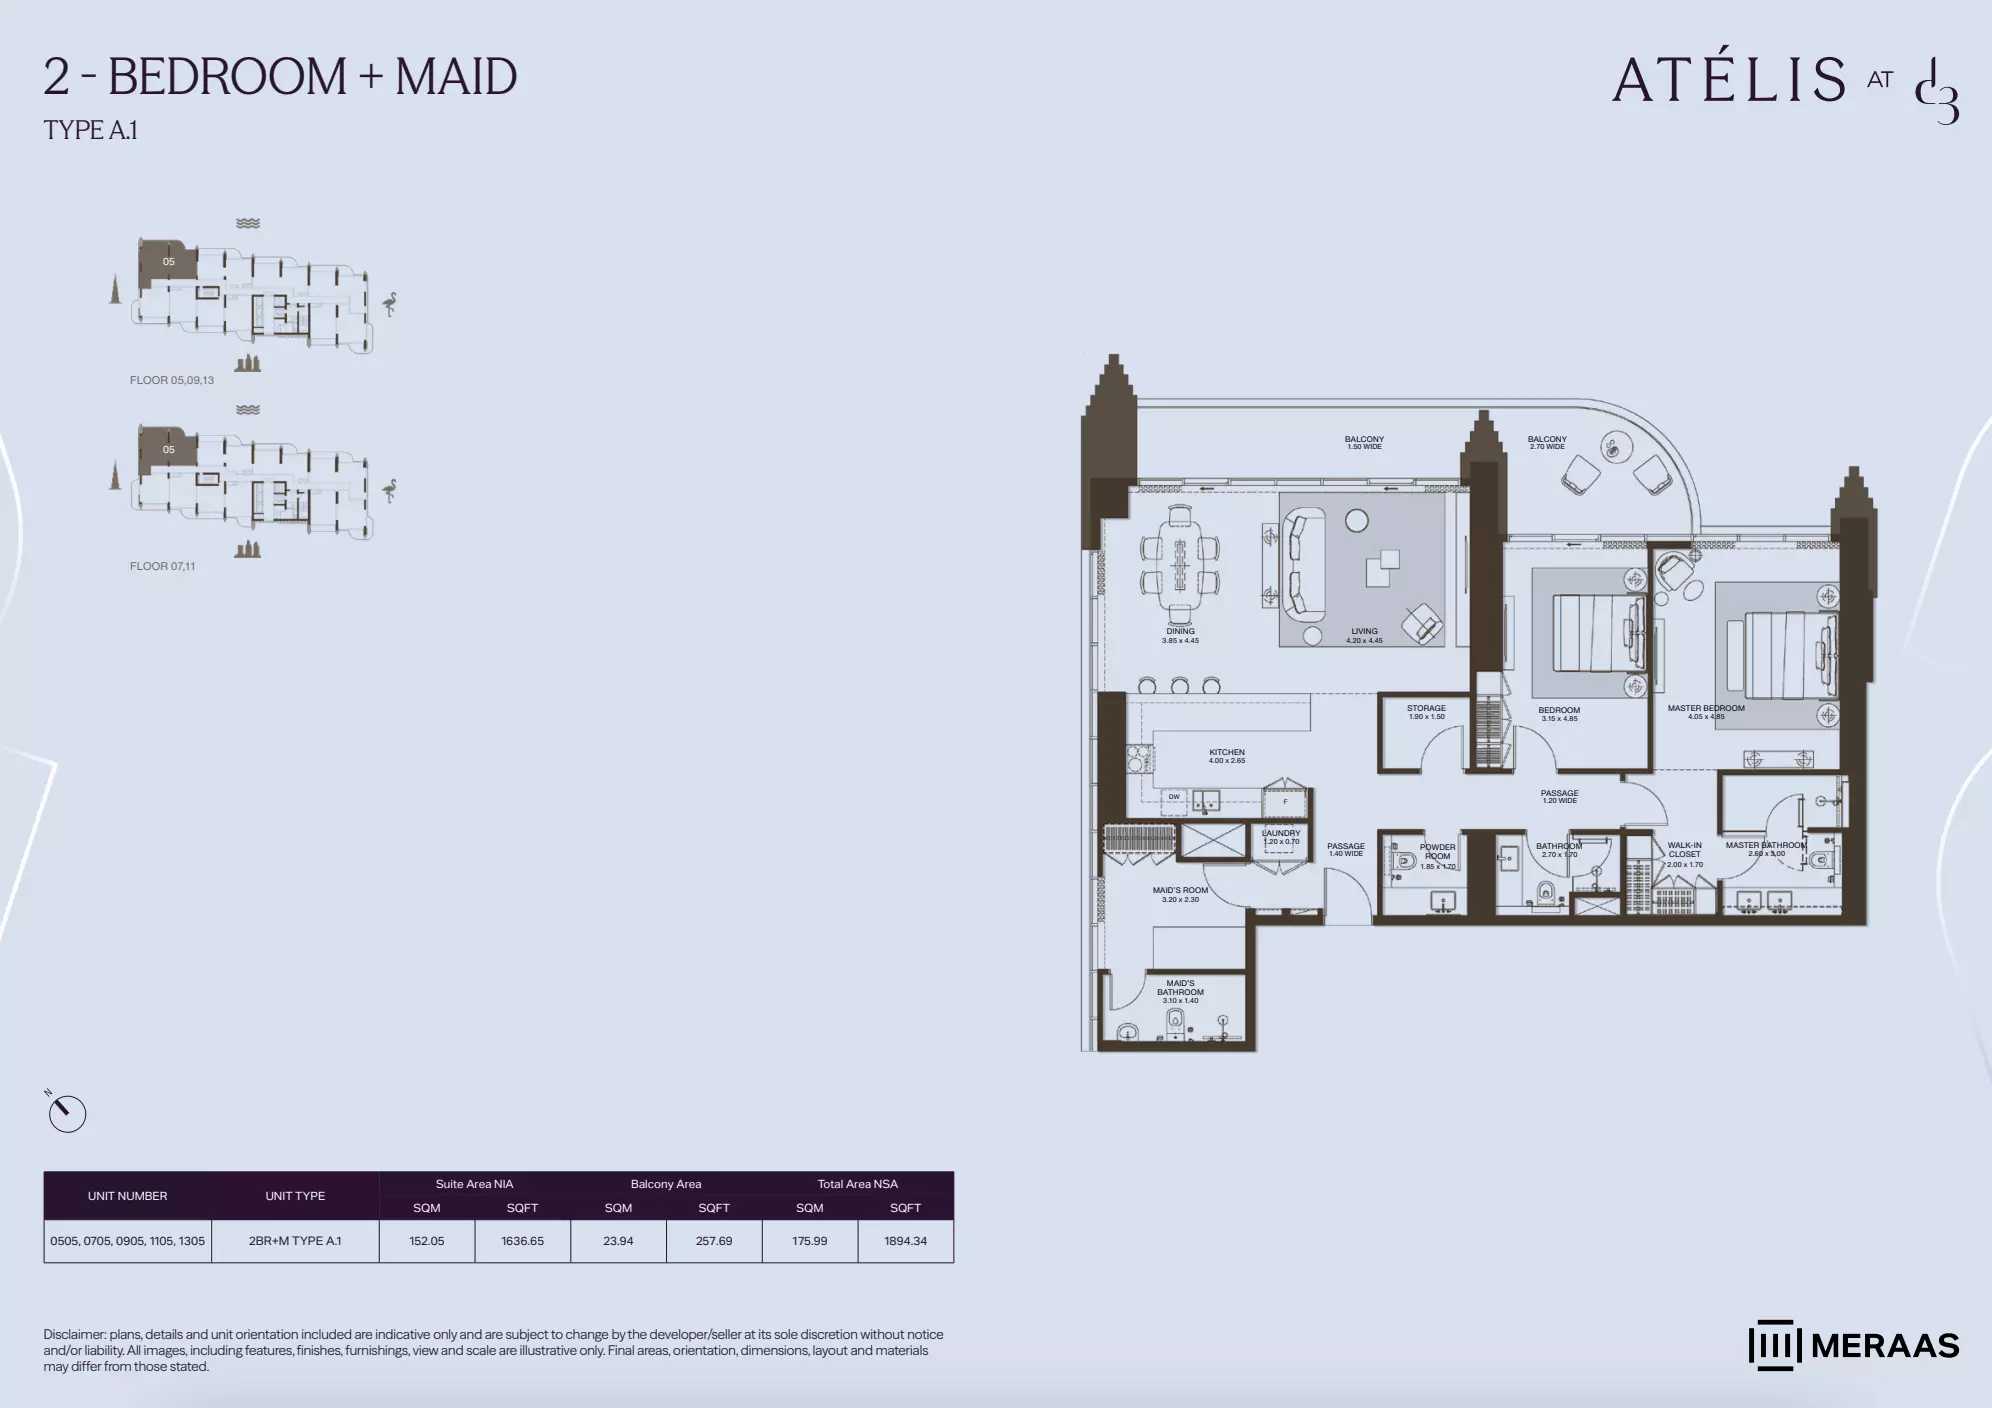 2 - BEDROOM + MAID
TYPE A.1
ATÉLIS AT d3
05
FLOOR 05,09,13
05
FLOOR 07,11
BALCONY
1.50 WIDE
BALCONY
2.70 WIDE
DINING
3.85 x 4.45
LIVING
4.20 x 4.45
STORAGE
1.90 x 1.50
BEDROOM
3.15 x 4.85
MASTER BEDROOM
4.05 x 4.85
KITCHEN
4.00 x 2.65
DW
F
PASSAGE
1.20 WIDE
LAUNDRY
1.20 x 0.70
PASSAGE
1.40 WIDE
POWDER
ROOM
1.85 x 1.70
BATHROOM
2.70 x 1.70
WALK-IN
CLOSET
2.00 x 1.70
MASTER BATHROOM
2.60 x 3.00
MAID'S ROOM
3.20 x 2.30
MAID'S
BATHROOM
3.10 x 1.40
N
UNIT NUMBER UNIT TYPE Suite Area NIA Balcony Area Total Area NSA
SQM SQFT SQM SQFT SQM SQFT
0505, 0705, 0905, 1105, 1305 2BR+M TYPE A.1 152.05 1636.65 23.94 257.69 175.99 1894.34
Disclaimer: plans, details and unit orientation included are indicative only and are subject to change by the developer/seller at its sole discretion without notice
and/or liability. All images, including features, finishes, furnishings, view and scale are illustrative only. Final areas, orientation, dimensions, layout and materials
may differ from those stated.
MERAAS